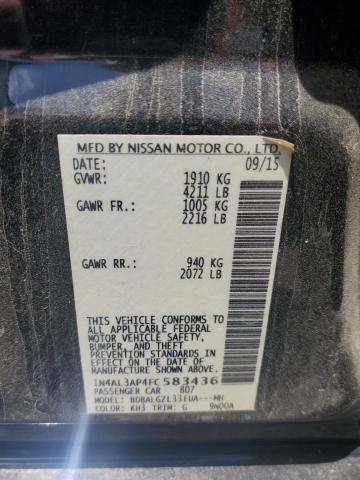 MFD BY NISSAN MOTOR CO., LTD.
DATE: 09/15
GVWR: 1910 KG
4211 LB
GAWR FR: 1005 KG
2216 LB
GAWR RR: 940 KG
2072 LB
THIS VEHICLE CONFORMS TO
ALL APPLICABLE FEDERAL
MOTOR VEHICLE SAFETY,
BUMPER, AND THEFT
PREVENTION STANDARDS IN
EFFECT ON THE DATE OF
MANUFACTURE SHOWN ABOVE.
1N4AL3AP4FC583436
PASSENGER CAR 807
MODEL: BDBALGZL33EUA---MH
COLOR: KH3 TRIM: G 9N00A